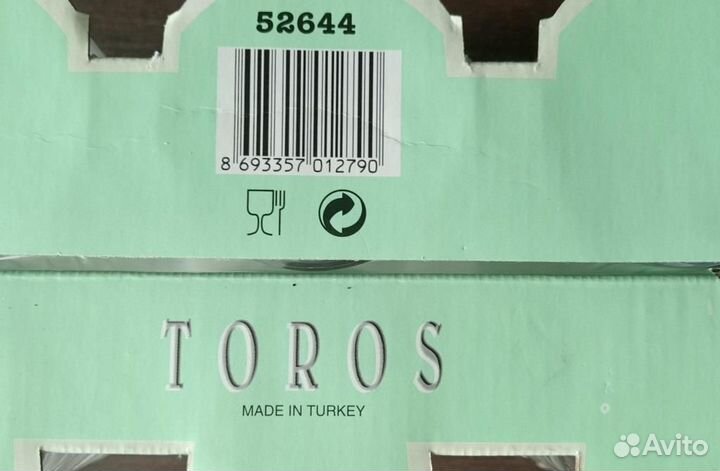 52644
8 693357 012790
TOROS
MADE IN TURKEY
Avito